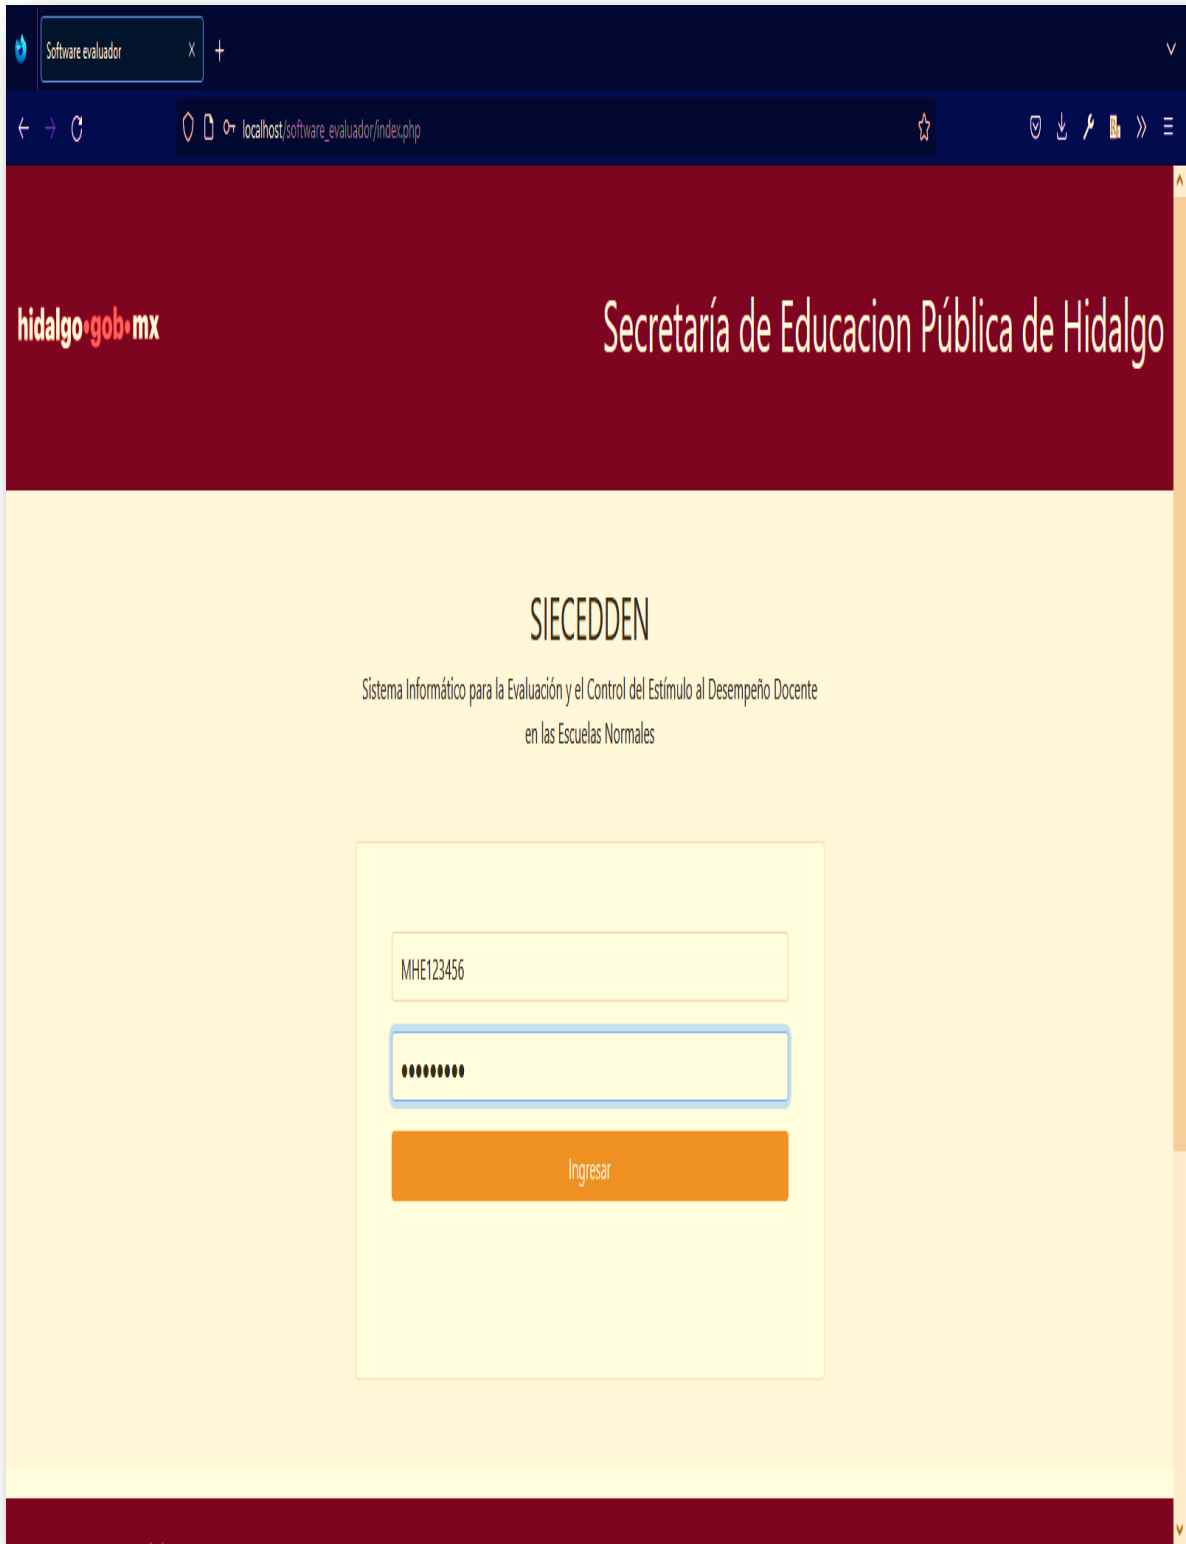 Software evaluador
localhost/software_evaluador/index.php
hidalgo•gob•mx
Secretaría de Educacion Pública de Hidalgo
SIECEDDEN
Sistema Informático para la Evaluación y el Control del Estímulo al Desempeño Docente
en las Escuelas Normales
MHE123456
•••••••••
Ingresar